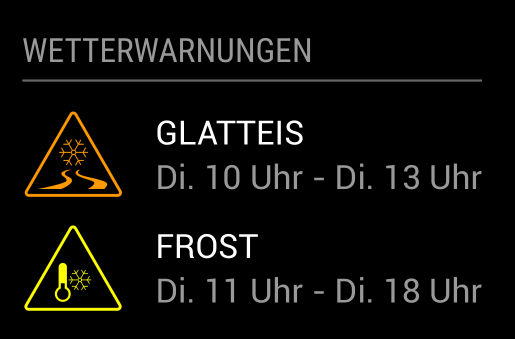 WETTERWARNUNGEN
GLATTEIS
Di. 10 Uhr - Di. 13 Uhr
FROST
Di. 11 Uhr - Di. 18 Uhr